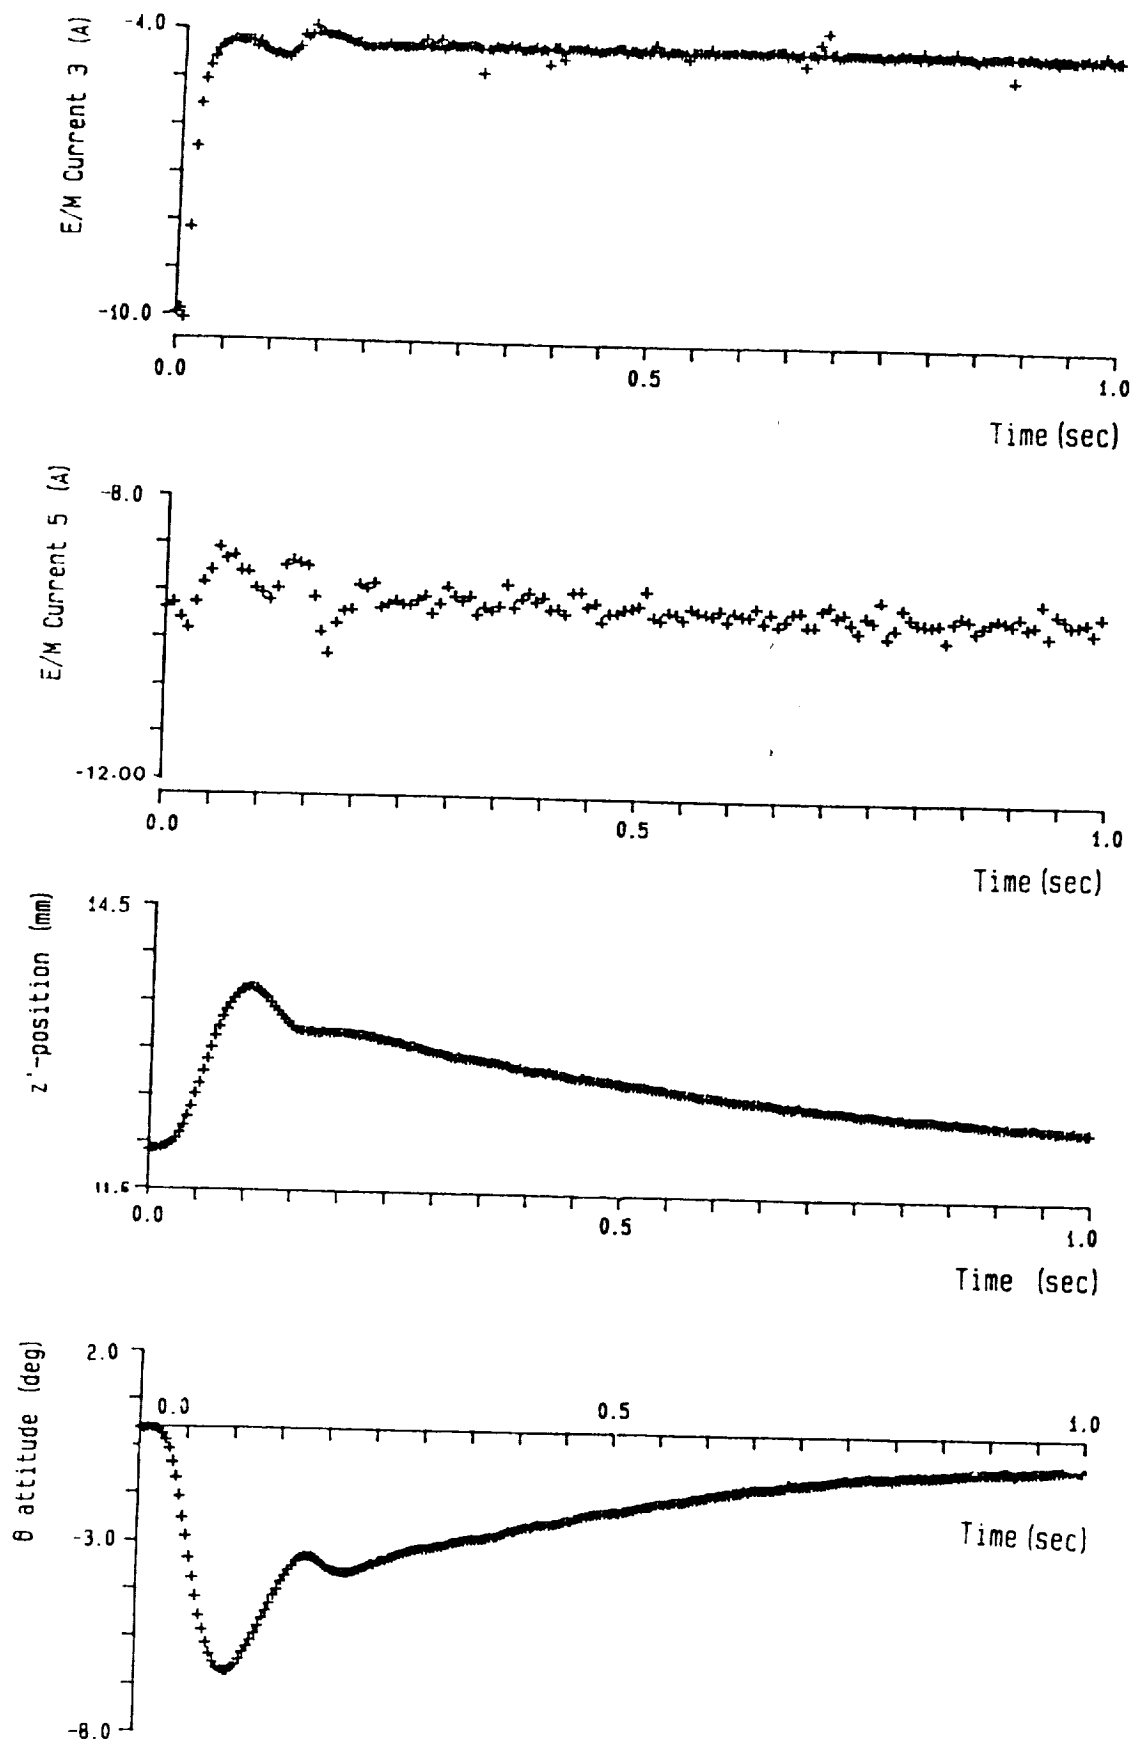 E/M Current 3 (A)
-4.0
-10.0
0.0 0.5 1.0
Time (sec)
E/M Current 5 (A)
-8.0
-12.00
0.0 0.5 1.0
Time (sec)
z'-position (mm)
14.5
11.6
0.0 0.5 1.0
Time (sec)
θ attitude (deg)
2.0
0.0 0.5 1.0
-3.0
Time (sec)
-8.0